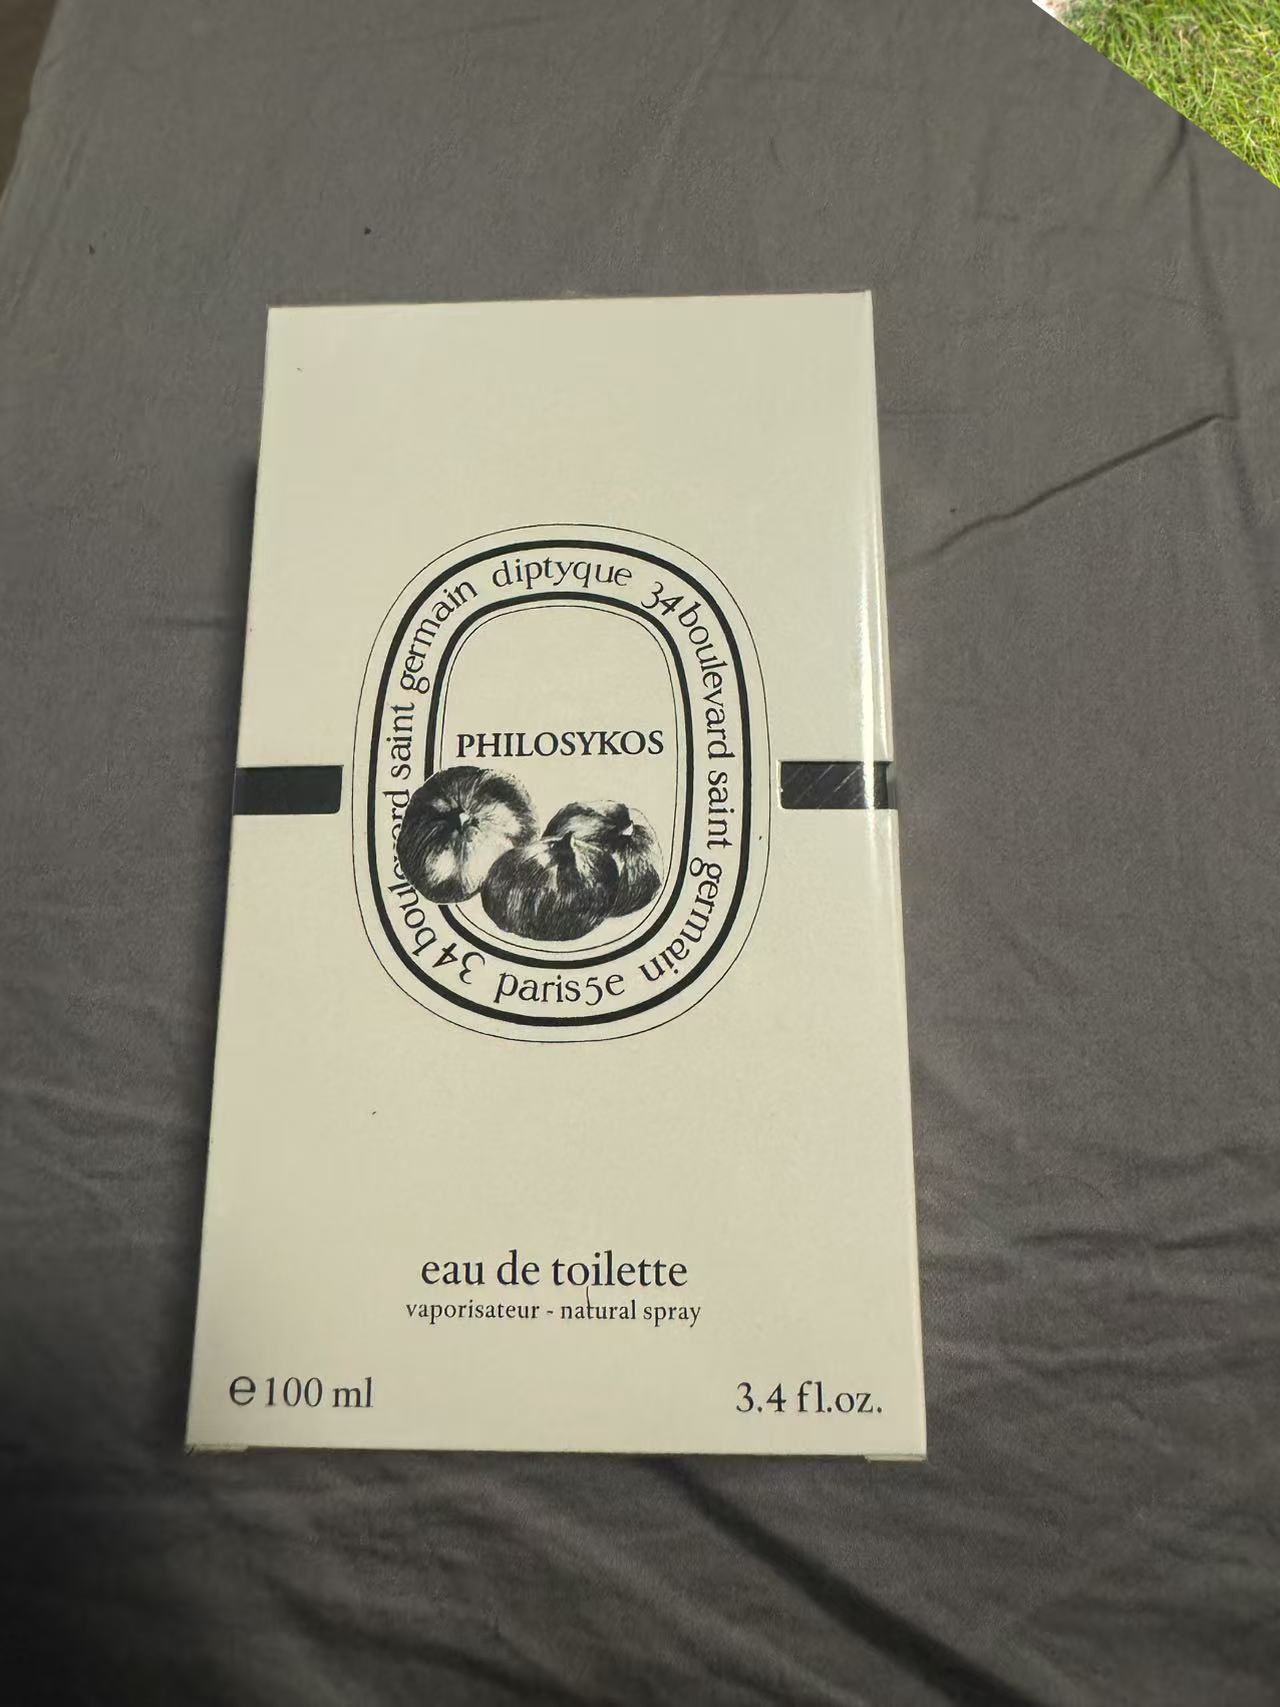 diptyque 34 boulevard saint germain paris5e 34 boulevard saint germain
PHILOSYKOS
eau de toilette
vaporisateur - natural spray
℮100 ml
3.4 fl.oz.